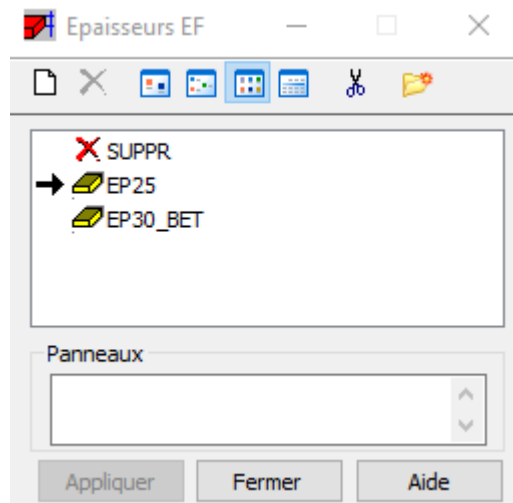 Epaisseurs EF
SUPPR
EP25
EP30_BET
Panneaux
Appliquer Fermer Aide